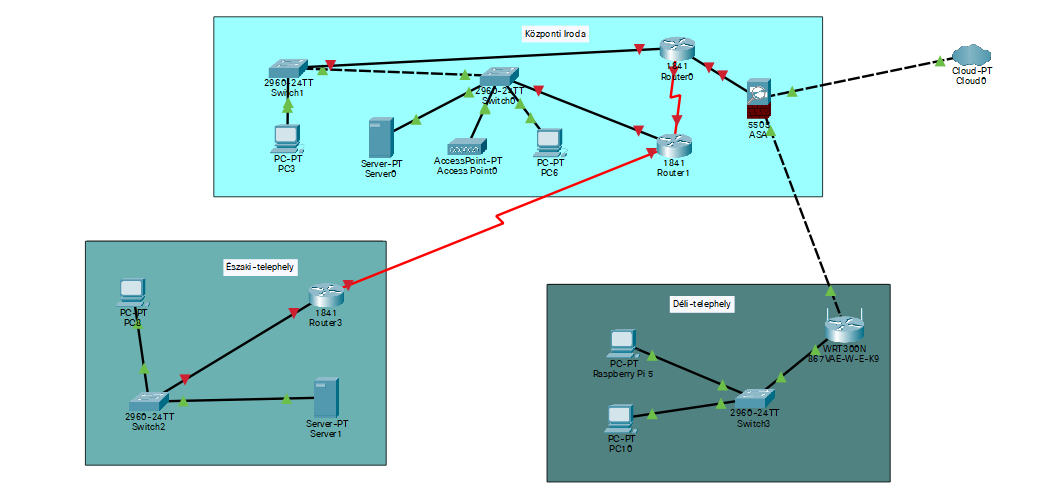 Központi Iroda
1841
Router0
Cloud-PT
Cloud0
2960-24TT
Switch1
2960-24TT
Switch0
5505
ASA
PC-PT
PC3
Server-PT
Server0
AccessPoint-PT
Access Point0
PC-PT
PC6
1841
Router1
Északi-telephely
PC-PT
PC8
1841
Router3
2960-24TT
Switch2
Server-PT
Server1
Déli-telephely
WRT300N
867VAE-W-E-K9
PC-PT
Raspberry Pi 5
2960-24TT
Switch3
PC-PT
PC10